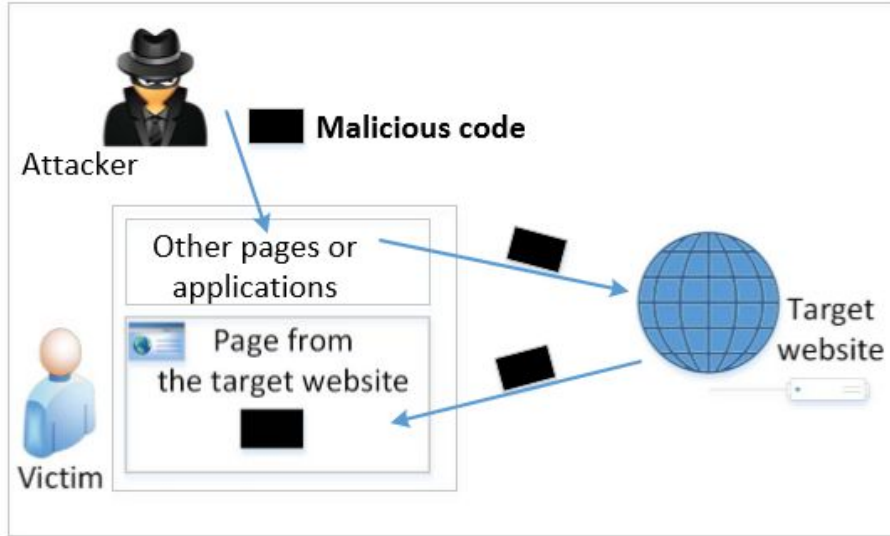 Malicious code
Attacker
Other pages or
applications
Page from
the target website
Target
website
Victim